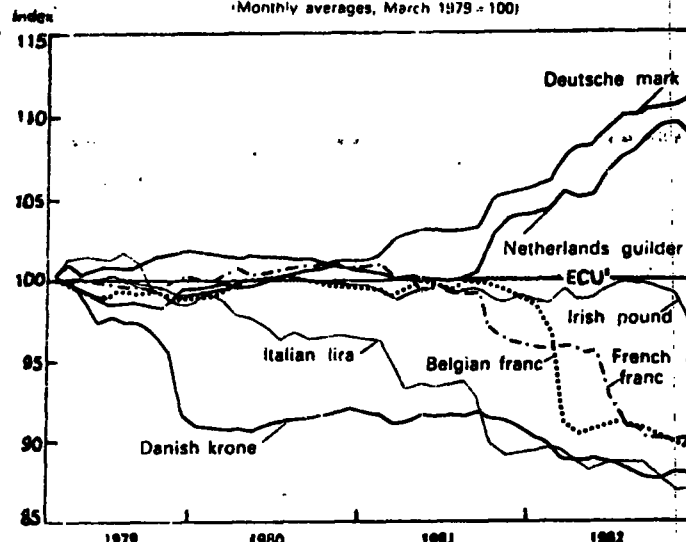 (Monthly averages, March 1979 = 100)
Index
115
Deutsche mark
110
105
Netherlands guilder
100
ECU
Irish pound
95
Italian lira
Belgian franc
French
franc
90
Danish krone
85
1979 1980 1981 1982